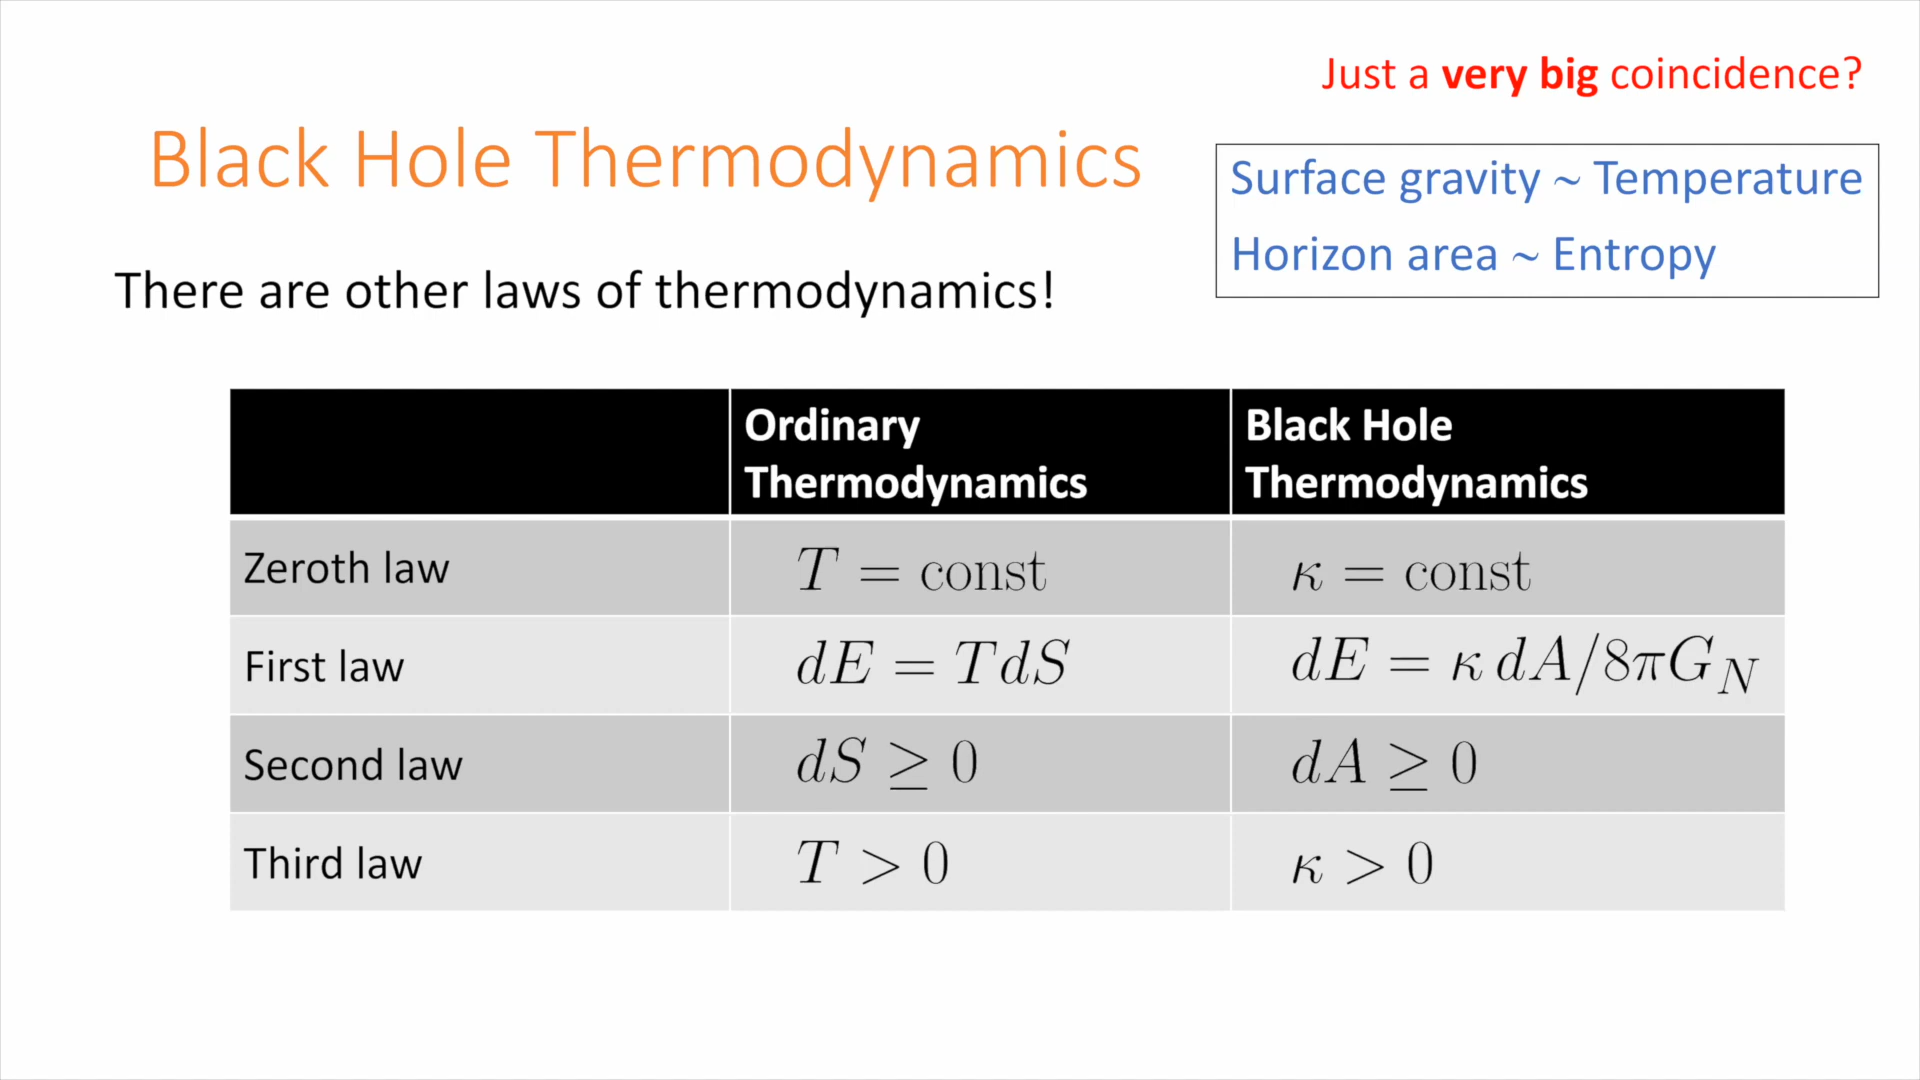 Just a very big coincidence?
Black Hole Thermodynamics
Surface gravity ~ Temperature
Horizon area ~ Entropy
There are other laws of thermodynamics!
Ordinary
Thermodynamics
Black Hole
Thermodynamics
Zeroth law
T = const
κ = const
First law
dE = TdS
dE = κ dA/8πG_N
Second law
dS ≥ 0
dA ≥ 0
Third law
T > 0
κ > 0